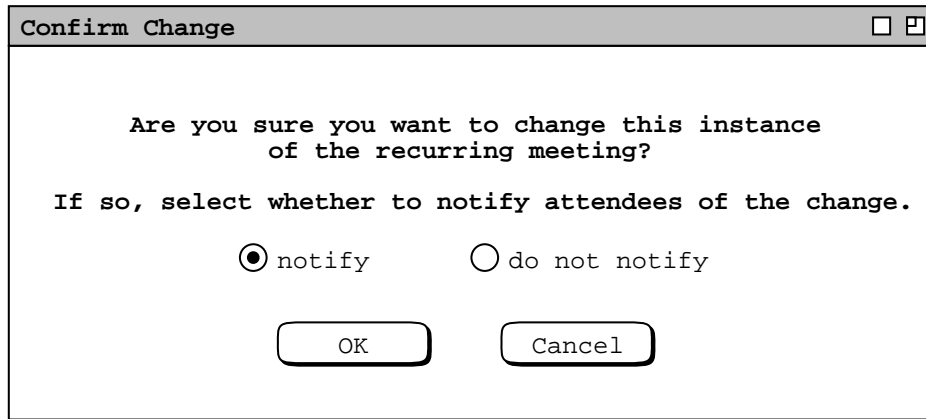 Confirm Change
Are you sure you want to change this instance
of the recurring meeting?
If so, select whether to notify attendees of the change.
notify do not notify
OK Cancel